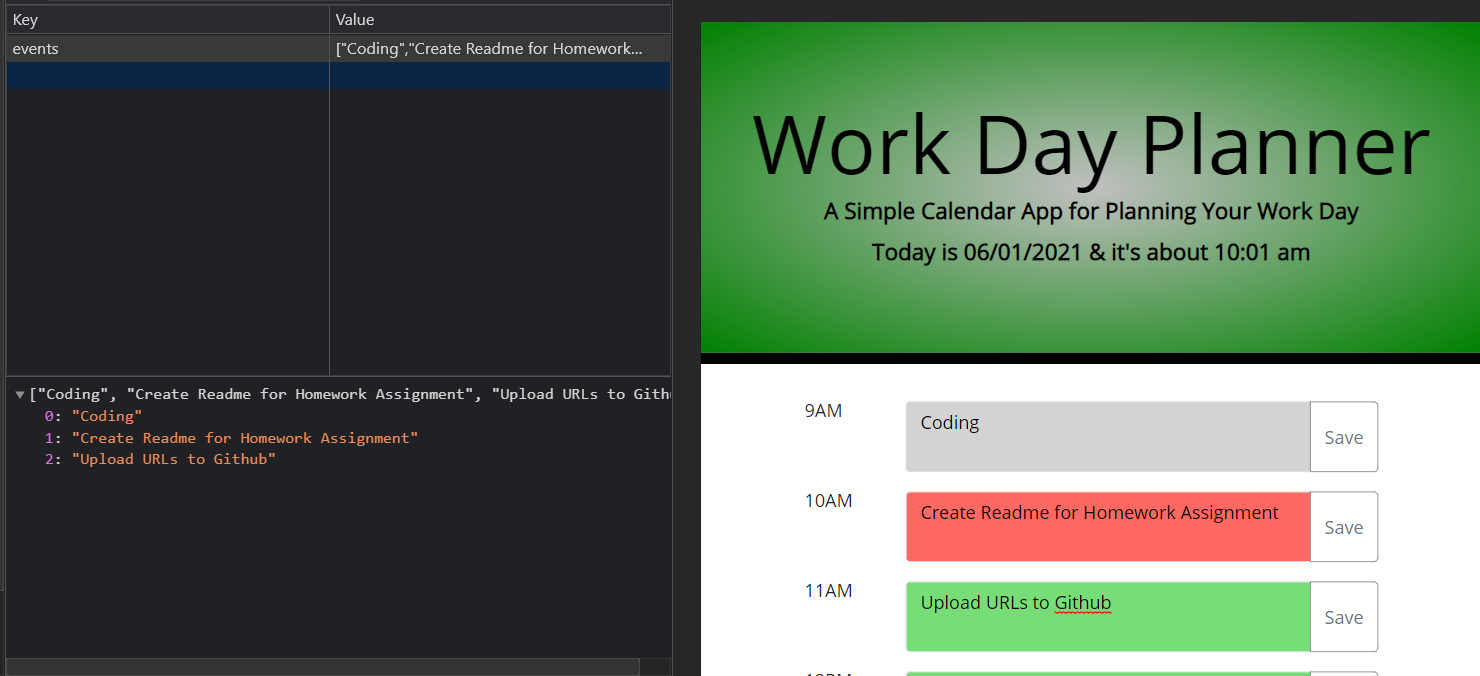 Key Value
events ["Coding","Create Readme for Homework...
["Coding", "Create Readme for Homework Assignment", "Upload URLs to Gith
0: "Coding"
1: "Create Readme for Homework Assignment"
2: "Upload URLs to Github"
Work Day Planner
A Simple Calendar App for Planning Your Work Day
Today is 06/01/2021 & it's about 10:01 am
9AM Coding Save
10AM Create Readme for Homework Assignment Save
11AM Upload URLs to Github Save